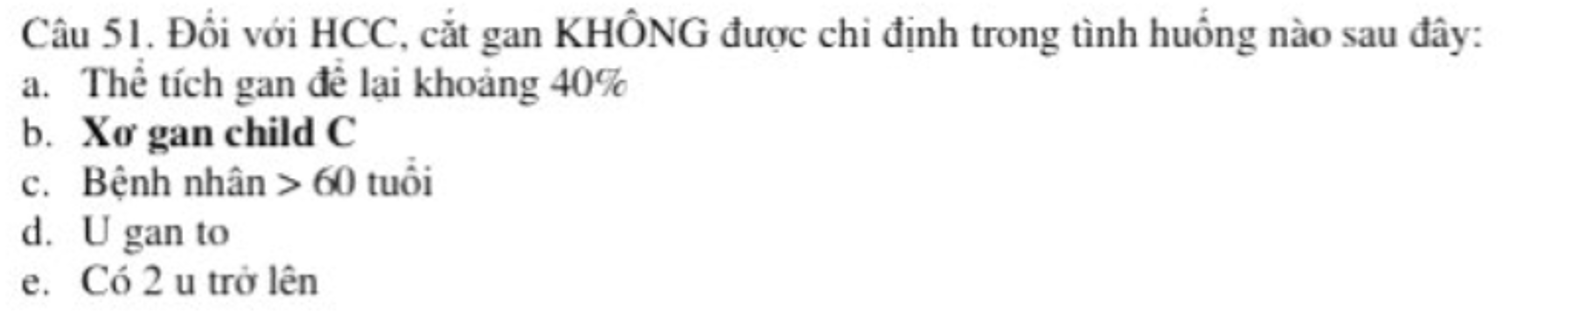 Câu 51. Đối với HCC, cắt gan KHÔNG được chỉ định trong tình huống nào sau đây:
a. Thể tích gan để lại khoảng 40%
b. Xơ gan child C
c. Bệnh nhân > 60 tuổi
d. U gan to
e. Có 2 u trở lên